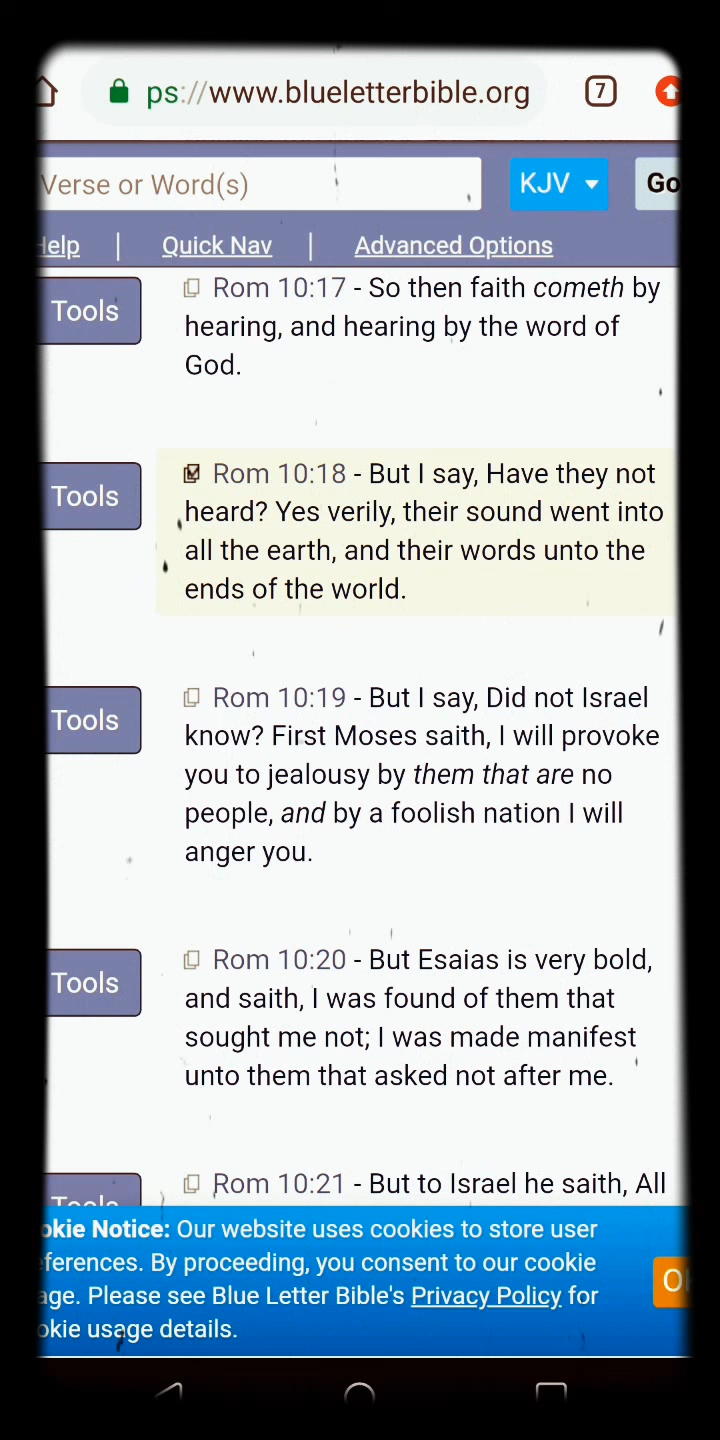 ps://www.blueletterbible.org 7
Verse or Word(s) KJV Go
Help | Quick Nav | Advanced Options
Tools
Rom 10:17 - So then faith cometh by
hearing, and hearing by the word of
God.
Tools
Rom 10:18 - But I say, Have they not
heard? Yes verily, their sound went into
all the earth, and their words unto the
ends of the world.
Tools
Rom 10:19 - But I say, Did not Israel
know? First Moses saith, I will provoke
you to jealousy by them that are no
people, and by a foolish nation I will
anger you.
Tools
Rom 10:20 - But Esaias is very bold,
and saith, I was found of them that
sought me not; I was made manifest
unto them that asked not after me.
Tools
Rom 10:21 - But to Israel he saith, All
okie Notice: Our website uses cookies to store user
ferences. By proceeding, you consent to our cookie
age. Please see Blue Letter Bible's Privacy Policy for
okie usage details.
OK